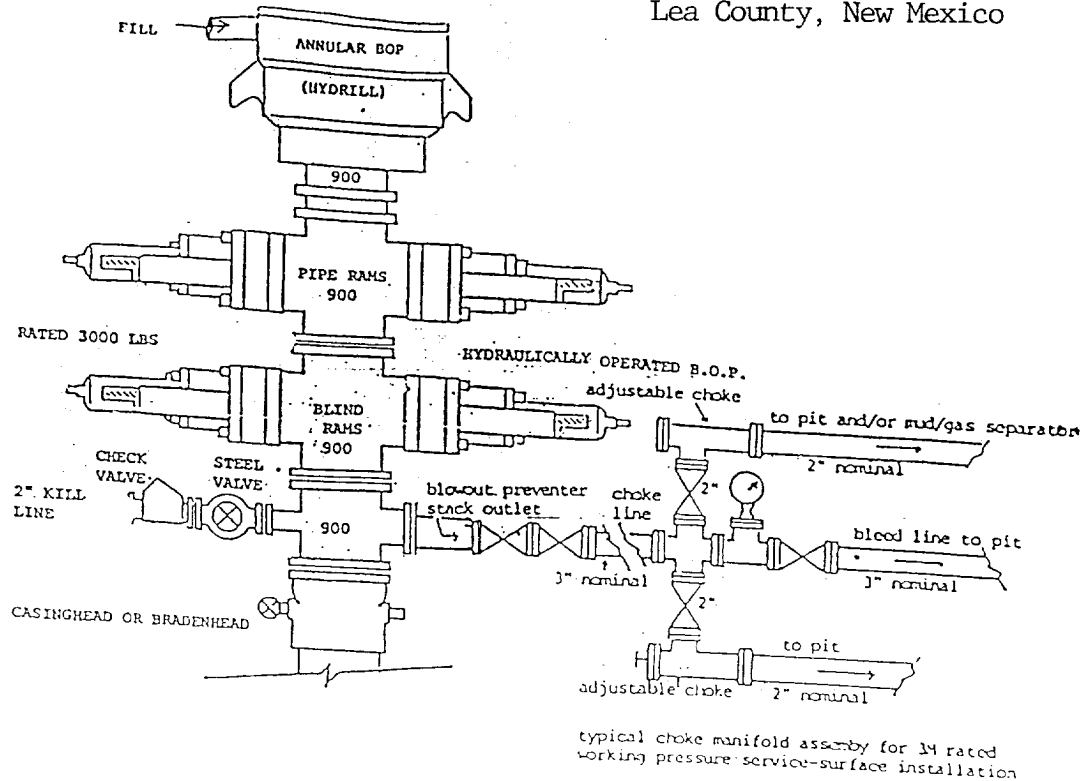 Lea County, New Mexico
FILL
ANNULAR BOP
(HYDRILL)
900
PIPE RAMS
900
RATED 3000 LBS
HYDRAULICALLY OPERATED B.O.P.
adjustable choke
to pit and/or mud/gas separator
2" nominal
BLIND
RAMS
900
CHECK
VALVE
STEEL
VALVE
2" KILL
LINE
blowout preventer
stack outlet
choke
line
2"
900
bleed line to pit
3" nominal
3" nominal
CASINGHEAD OR BRADENHEAD
2"
to pit
adjustable choke
2" nominal
typical choke manifold assemby for 3M rated
working pressure service-surface installation